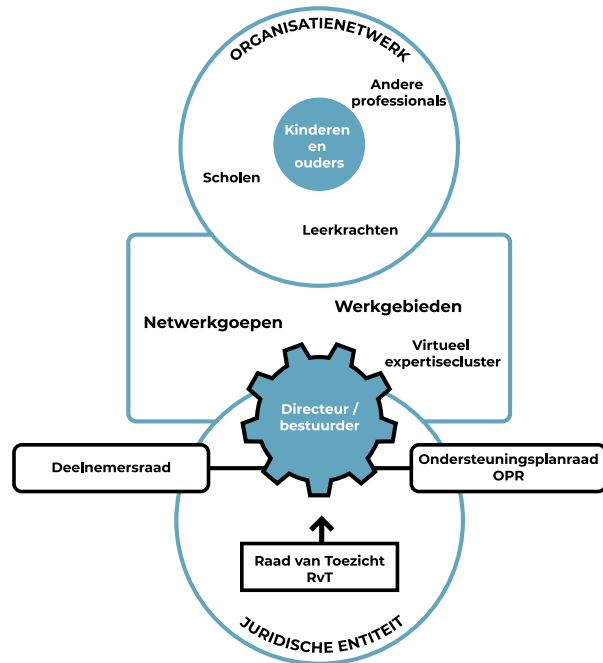 ORGANISATIENETWERK
Andere
professionals
Kinderen
en
ouders
Scholen
Leerkrachten
Werkgebieden
Netwerkgoepen
Virtueel
expertisecluster
Directeur /
bestuurder
Deelnemersraad
Ondersteuningsplanraad
OPR
Raad van Toezicht
RvT
JURIDISCHE ENTITEIT